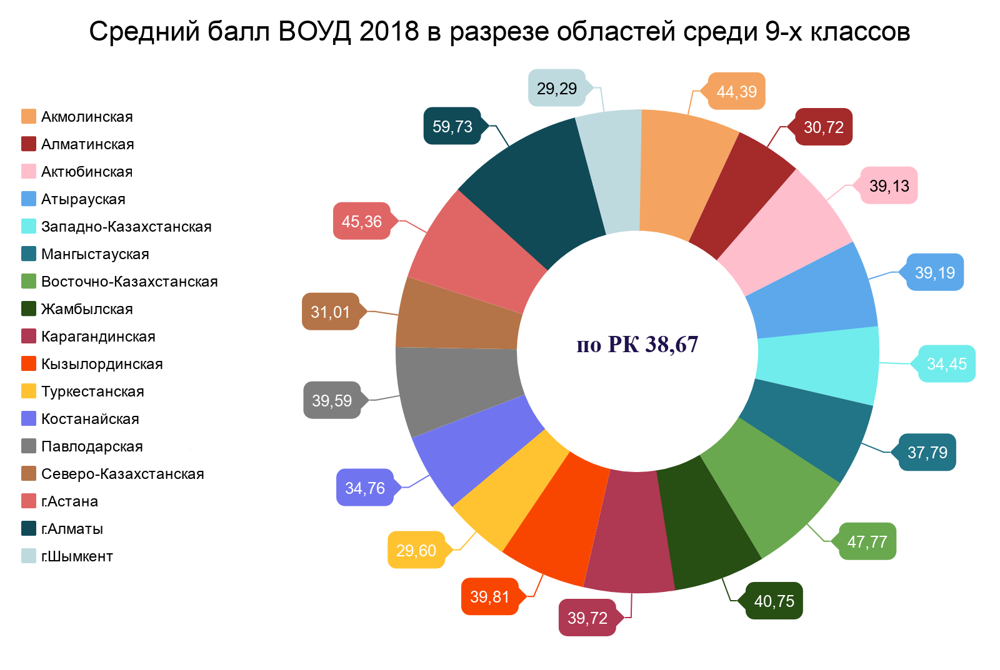 Средний балл ВОУД 2018 в разрезе областей среди 9-х классов
Акмолинская
Алматинская
Актюбинская
Атырауская
Западно-Казахстанская
Мангыстауская
Восточно-Казахстанская
Жамбылская
Карагандинская
Кызылординская
Туркестанская
Костанайская
Павлодарская
Северо-Казахстанская
г.Астана
г.Алматы
г.Шымкент
44,39
30,72
39,13
39,19
34,45
37,79
47,77
40,75
39,72
39,81
29,60
34,76
39,59
31,01
45,36
59,73
29,29
по РК 38,67